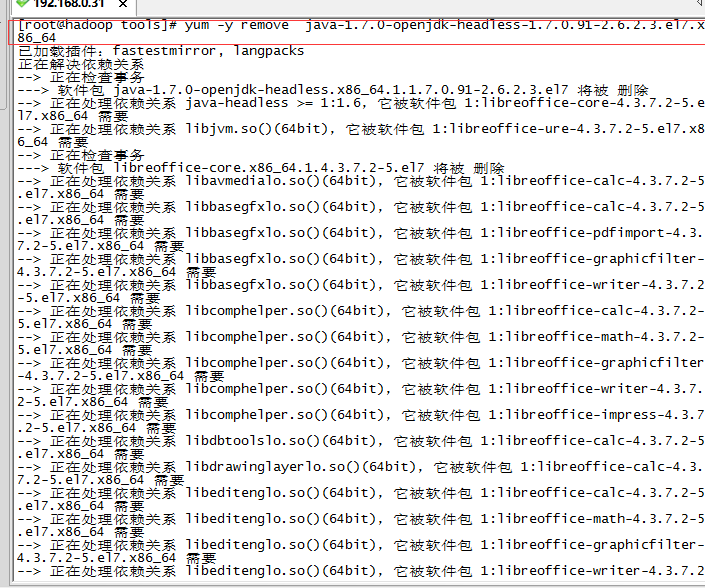 192.168.0.31
[root@hadoop tools]# yum -y remove  java-1.7.0-openjdk-headless-1.7.0.91-2.6.2.3.el7.x
86_64
已加载插件：fastestmirror, langpacks
正在解决依赖关系
--> 正在检查事务
---> 软件包 java-1.7.0-openjdk-headless.x86_64.1.1.7.0.91-2.6.2.3.el7 将被 删除
--> 正在处理依赖关系 java-headless >= 1:1.6，它被软件包 1:libreoffice-core-4.3.7.2-5.e
l7.x86_64 需要
--> 正在处理依赖关系 libjvm.so()(64bit)，它被软件包 1:libreoffice-ure-4.3.7.2-5.el7.x8
6_64 需要
--> 正在检查事务
---> 软件包 libreoffice-core.x86_64.1.4.3.7.2-5.el7 将被 删除
--> 正在处理依赖关系 libavmedialo.so()(64bit)，它被软件包 1:libreoffice-calc-4.3.7.2-5
.el7.x86_64 需要
--> 正在处理依赖关系 libbasegfxlo.so()(64bit)，它被软件包 1:libreoffice-calc-4.3.7.2-5
.el7.x86_64 需要
--> 正在处理依赖关系 libbasegfxlo.so()(64bit)，它被软件包 1:libreoffice-pdfimport-4.3.
7.2-5.el7.x86_64 需要
--> 正在处理依赖关系 libbasegfxlo.so()(64bit)，它被软件包 1:libreoffice-graphicfilter-
4.3.7.2-5.el7.x86_64 需要
--> 正在处理依赖关系 libbasegfxlo.so()(64bit)，它被软件包 1:libreoffice-writer-4.3.7.2
-5.el7.x86_64 需要
--> 正在处理依赖关系 libcomphelper.so()(64bit)，它被软件包 1:libreoffice-calc-4.3.7.2-
5.el7.x86_64 需要
--> 正在处理依赖关系 libcomphelper.so()(64bit)，它被软件包 1:libreoffice-math-4.3.7.2-
5.el7.x86_64 需要
--> 正在处理依赖关系 libcomphelper.so()(64bit)，它被软件包 1:libreoffice-graphicfilter
-4.3.7.2-5.el7.x86_64 需要
--> 正在处理依赖关系 libcomphelper.so()(64bit)，它被软件包 1:libreoffice-writer-4.3.7.
2-5.el7.x86_64 需要
--> 正在处理依赖关系 libcomphelper.so()(64bit)，它被软件包 1:libreoffice-impress-4.3.7
.2-5.el7.x86_64 需要
--> 正在处理依赖关系 libdbtoolslo.so()(64bit)，它被软件包 1:libreoffice-calc-4.3.7.2-5
.el7.x86_64 需要
--> 正在处理依赖关系 libdrawinglayerlo.so()(64bit)，它被软件包 1:libreoffice-calc-4.3.
7.2-5.el7.x86_64 需要
--> 正在处理依赖关系 libeditenglo.so()(64bit)，它被软件包 1:libreoffice-calc-4.3.7.2-5
.el7.x86_64 需要
--> 正在处理依赖关系 libeditenglo.so()(64bit)，它被软件包 1:libreoffice-math-4.3.7.2-5
.el7.x86_64 需要
--> 正在处理依赖关系 libeditenglo.so()(64bit)，它被软件包 1:libreoffice-graphicfilter-
4.3.7.2-5.el7.x86_64 需要
--> 正在处理依赖关系 libeditenglo.so()(64bit)，它被软件包 1:libreoffice-writer-4.3.7.2